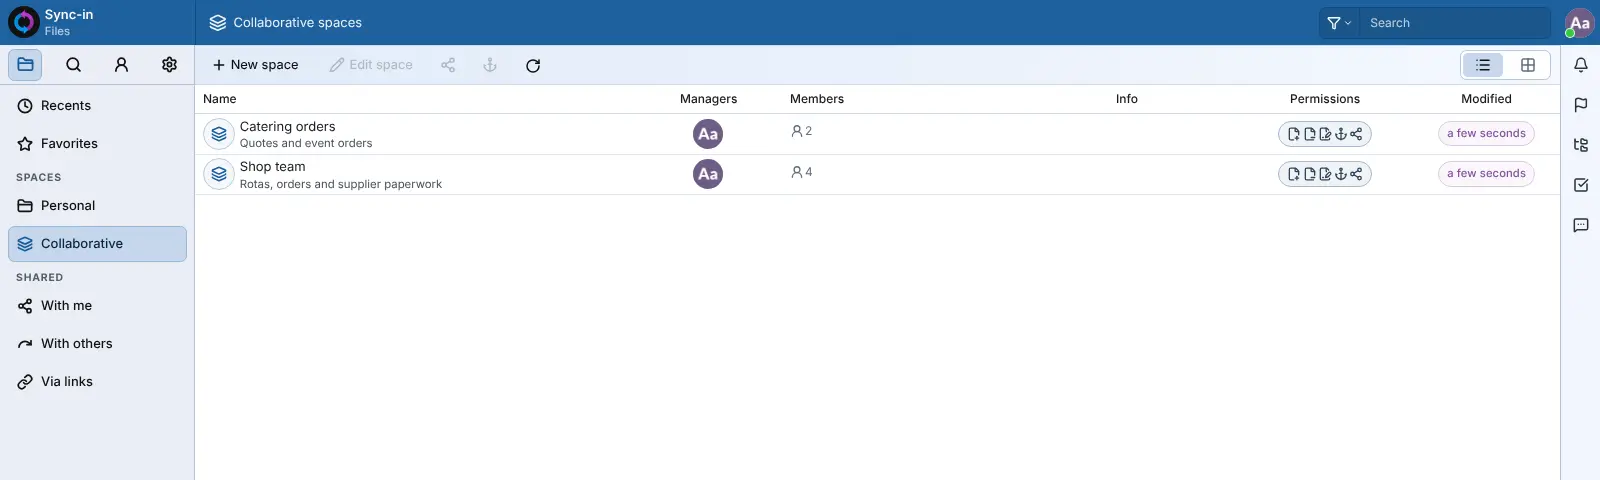 Sync-in
Files
Collaborative spaces
Search
Aa
New space
Edit space
Recents
Favorites
SPACES
Personal
Collaborative
SHARED
With me
With others
Via links
Name Managers Members Info Permissions Modified
Catering orders
Quotes and event orders
Aa
2
a few seconds
Shop team
Rotas, orders and supplier paperwork
Aa
4
a few seconds